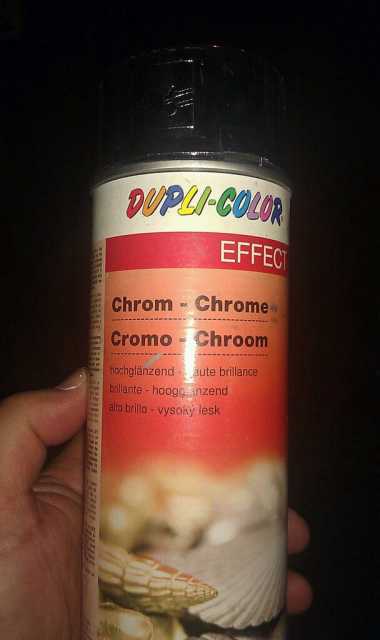 DUPLI-COLOR
EFFECT
Chrom - Chrome
Cromo - Chroom
hochglänzend - haute brillance
brillante - hoogglanzend
alto brillo - vysoký lesk